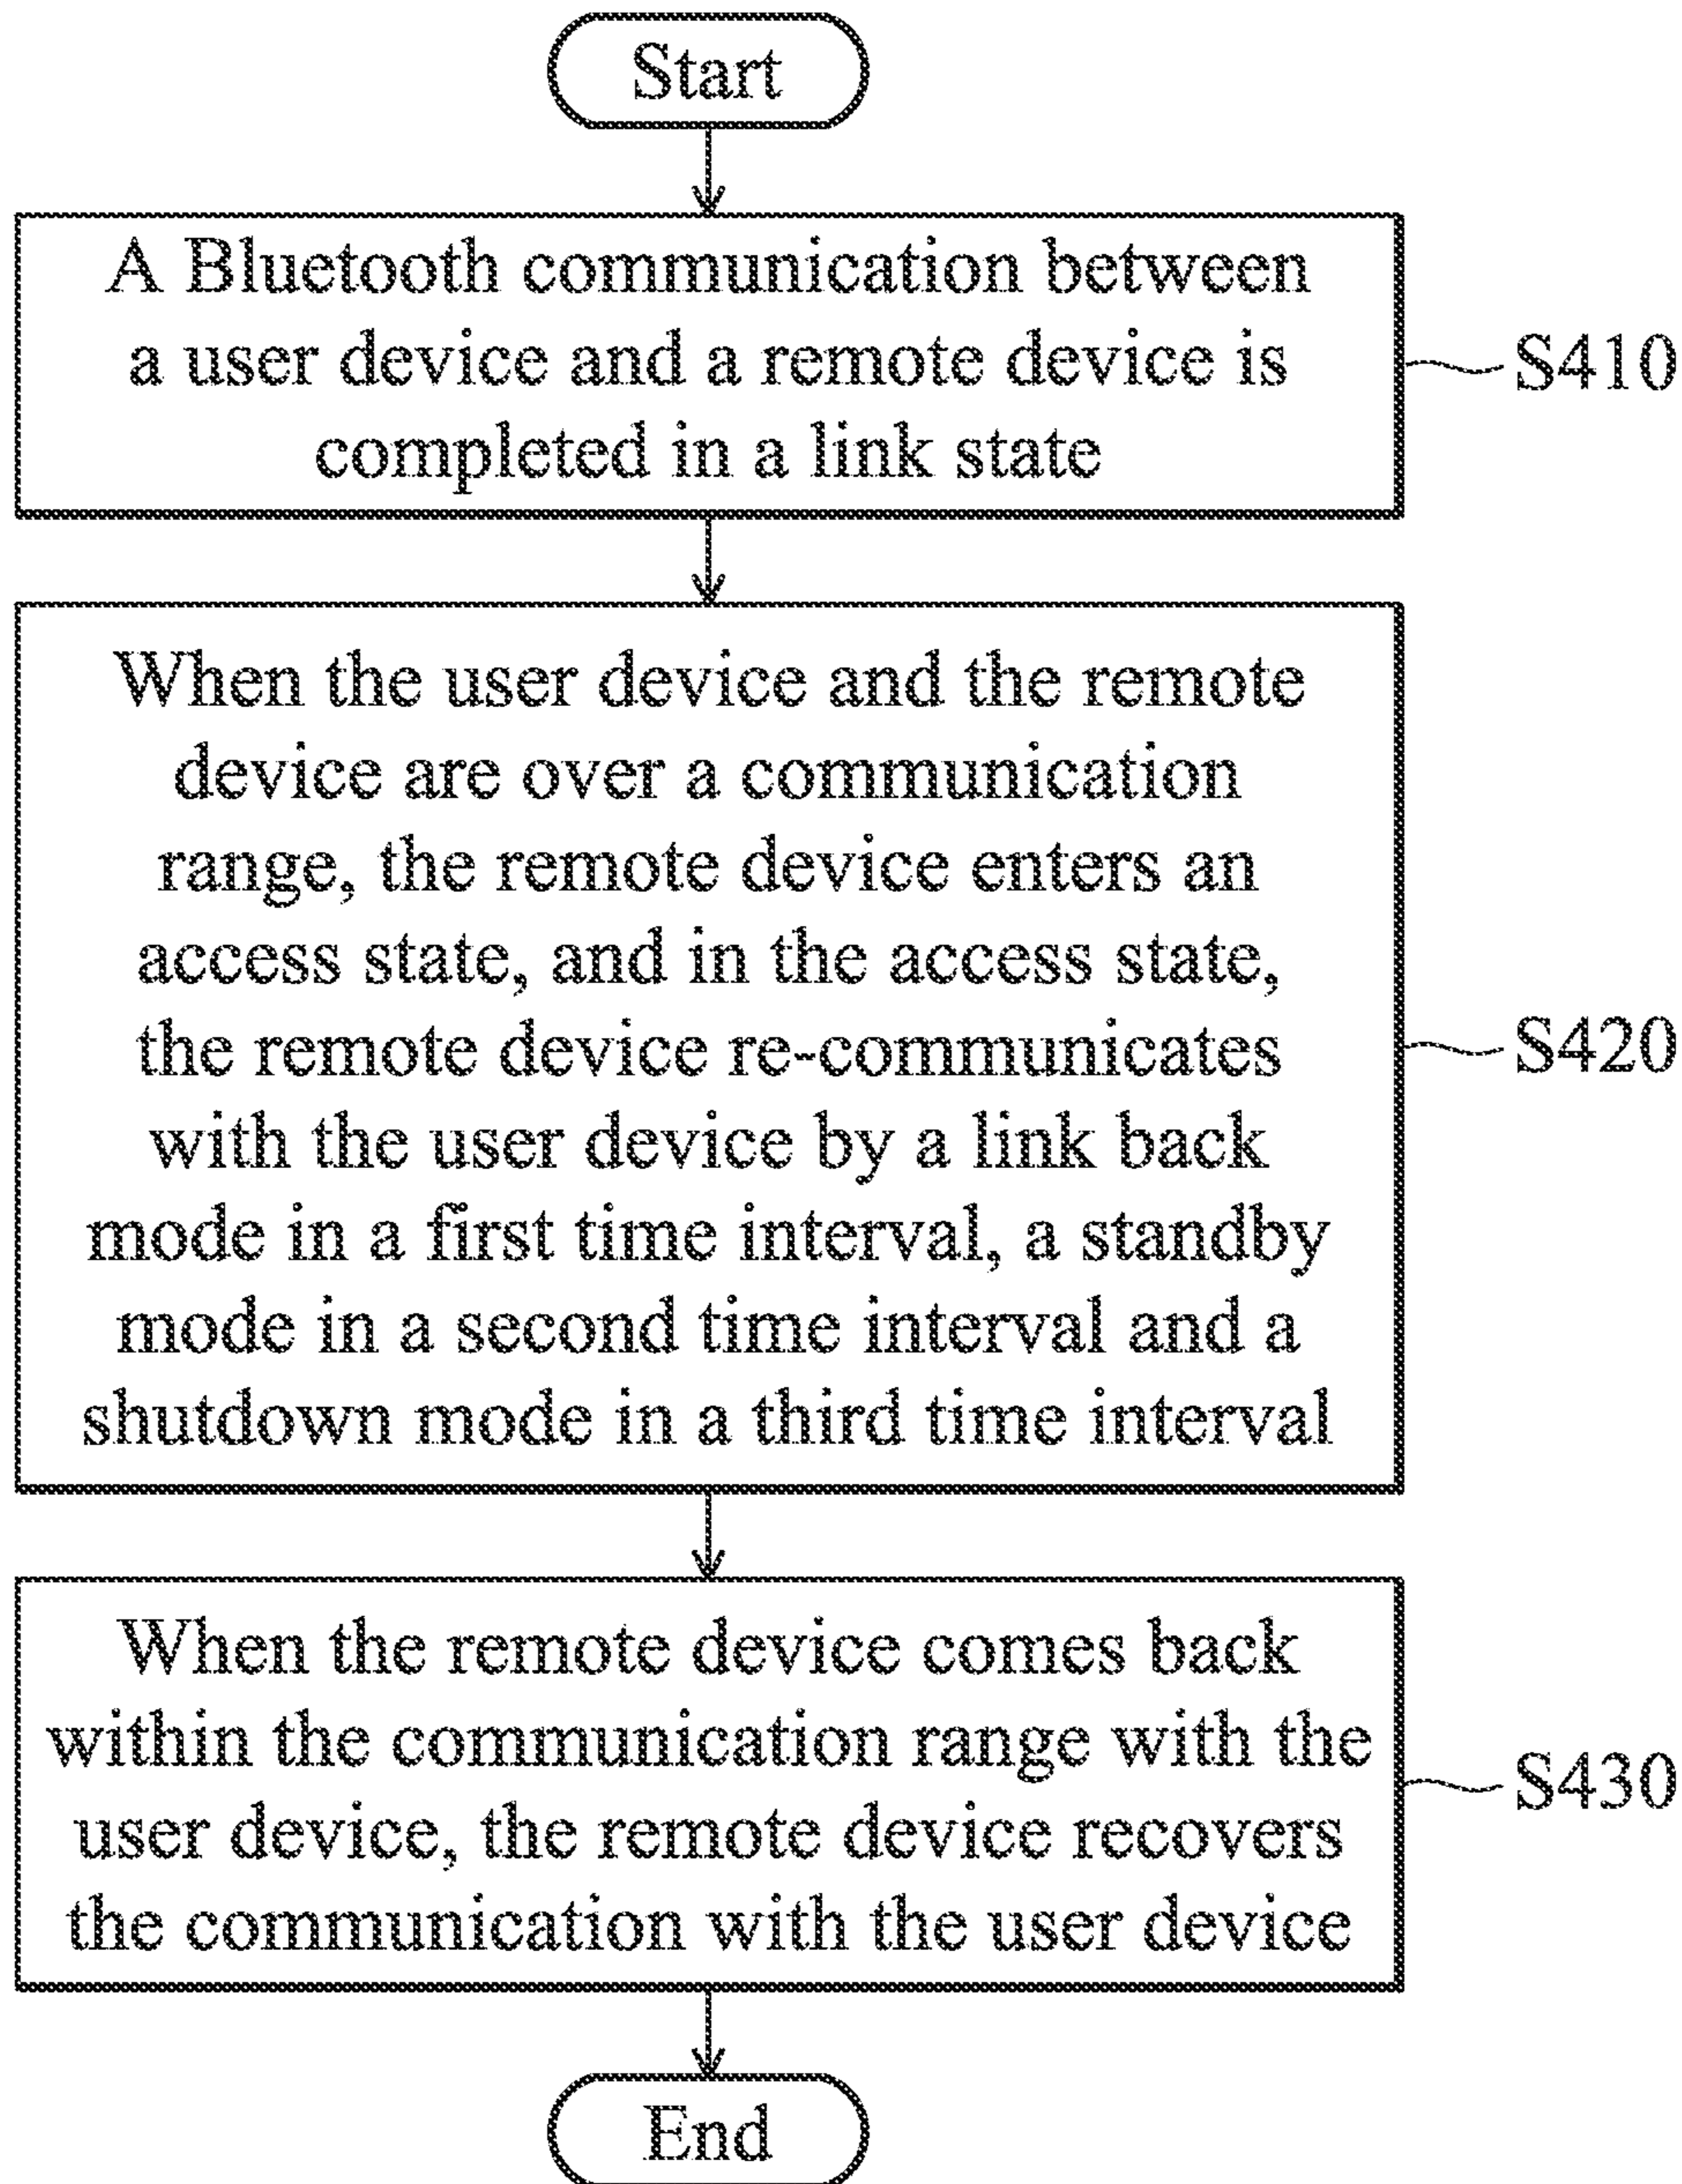 Start
A Bluetooth communication between
a user device and a remote device is
completed in a link state
S410
When the user device and the remote
device are over a communication
range, the remote device enters an
access state, and in the access state,
the remote device re-communicates
with the user device by a link back
mode in a first time interval, a standby
mode in a second time interval and a
shutdown mode in a third time interval
S420
When the remote device comes back
within the communication range with the
user device, the remote device recovers
the communication with the user device
S430
End